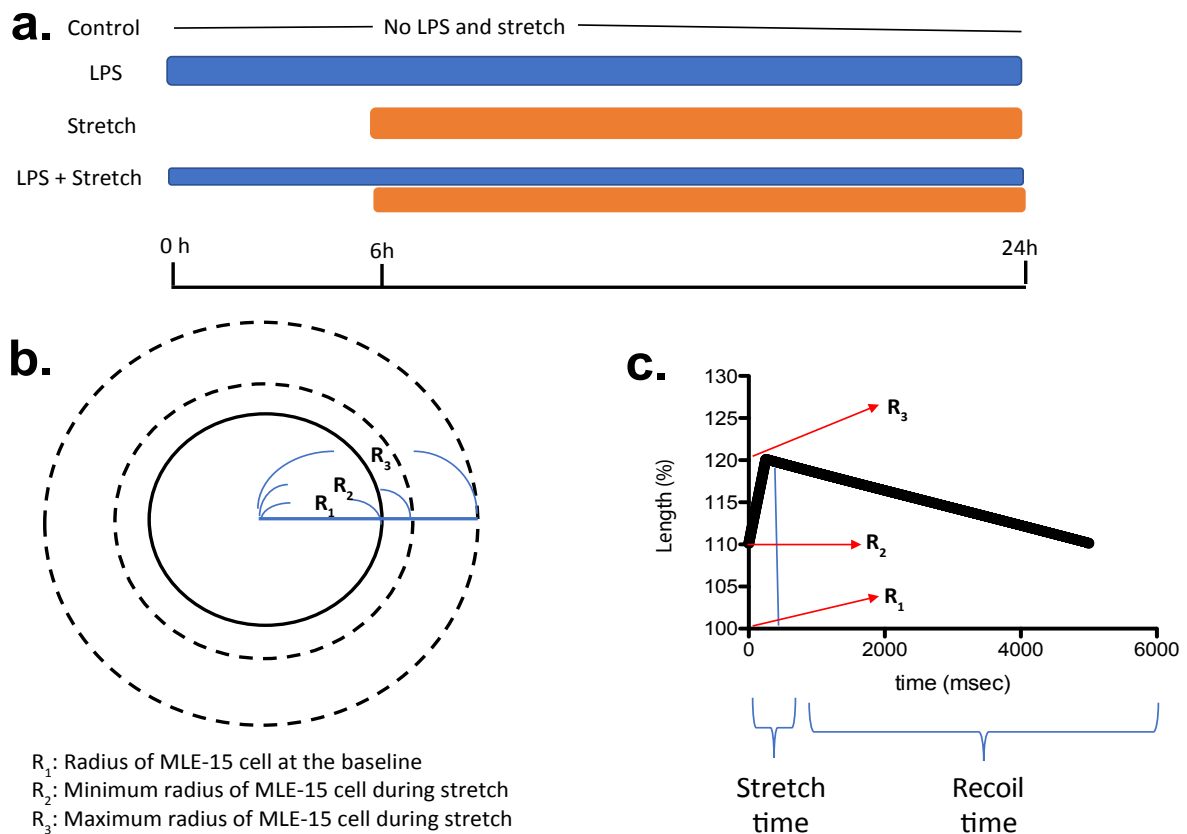 a.
Control
No LPS and stretch
LPS
Stretch
LPS + Stretch
0 h
6h
24h
b.
R₃
R₂
R₁
R₁: Radius of MLE-15 cell at the baseline
R₂: Minimum radius of MLE-15 cell during stretch
R₃: Maximum radius of MLE-15 cell during stretch
c.
130
125
120
115
110
105
100
Length (%)
R₃
R₂
R₁
0
2000
4000
6000
time (msec)
Stretch
time
Recoil
time